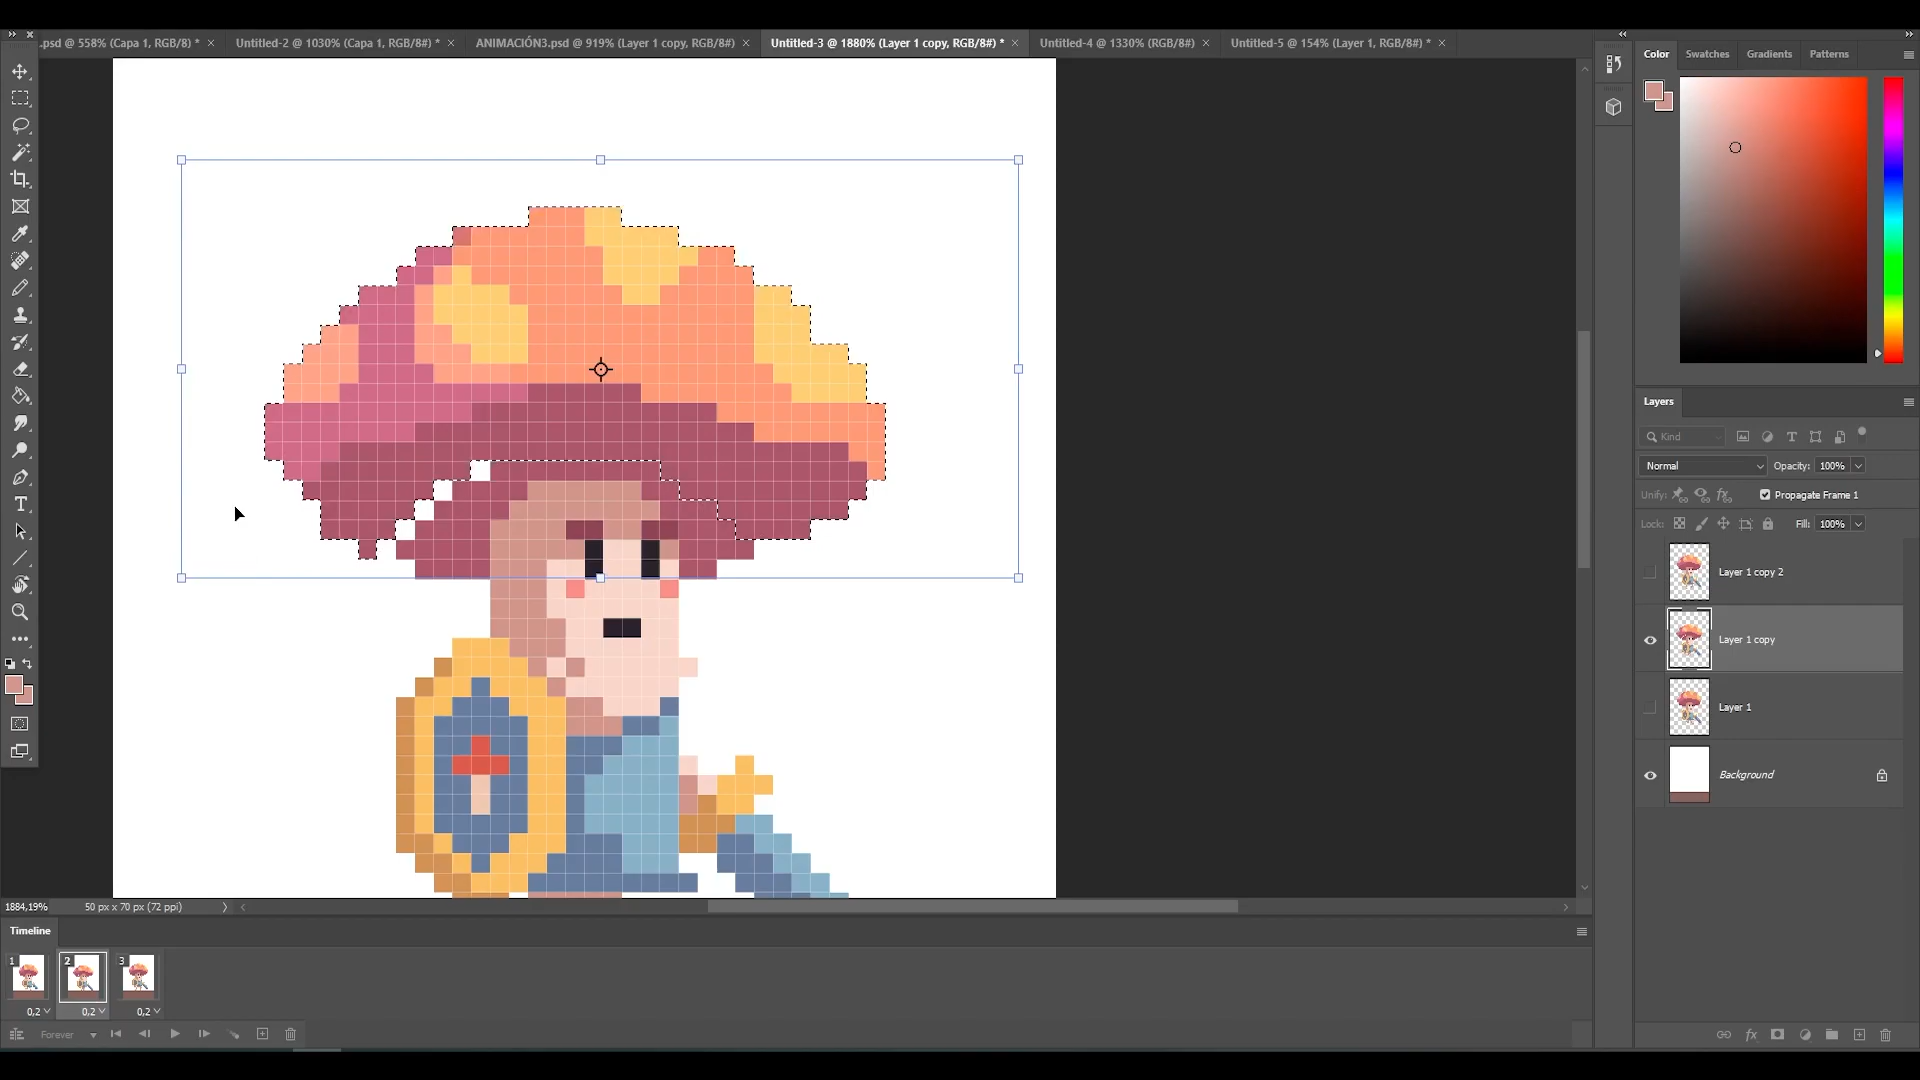 .psd @ 558% (Capa 1, RGB/8) *
Untitled-2 @ 1030% (Capa 1, RGB/8#) *
ANIMACIÓN3.psd @ 919% (Layer 1 copy, RGB/8#)
Untitled-3 @ 1880% (Layer 1 copy, RGB/8#) *
Untitled-4 @ 1330% (RGB/8#)
Untitled-5 @ 154% (Layer 1, RGB/8#) *
Color
Swatches
Gradients
Patterns
Layers
Kind
Normal
Opacity: 100%
Unify:
Propagate Frame 1
Lock:
Fill: 100%
Layer 1 copy 2
Layer 1 copy
Layer 1
Background
1884,19%
50 px x 70 px (72 ppi)
Timeline
1
2
3
0,2
0,2
0,2
Forever